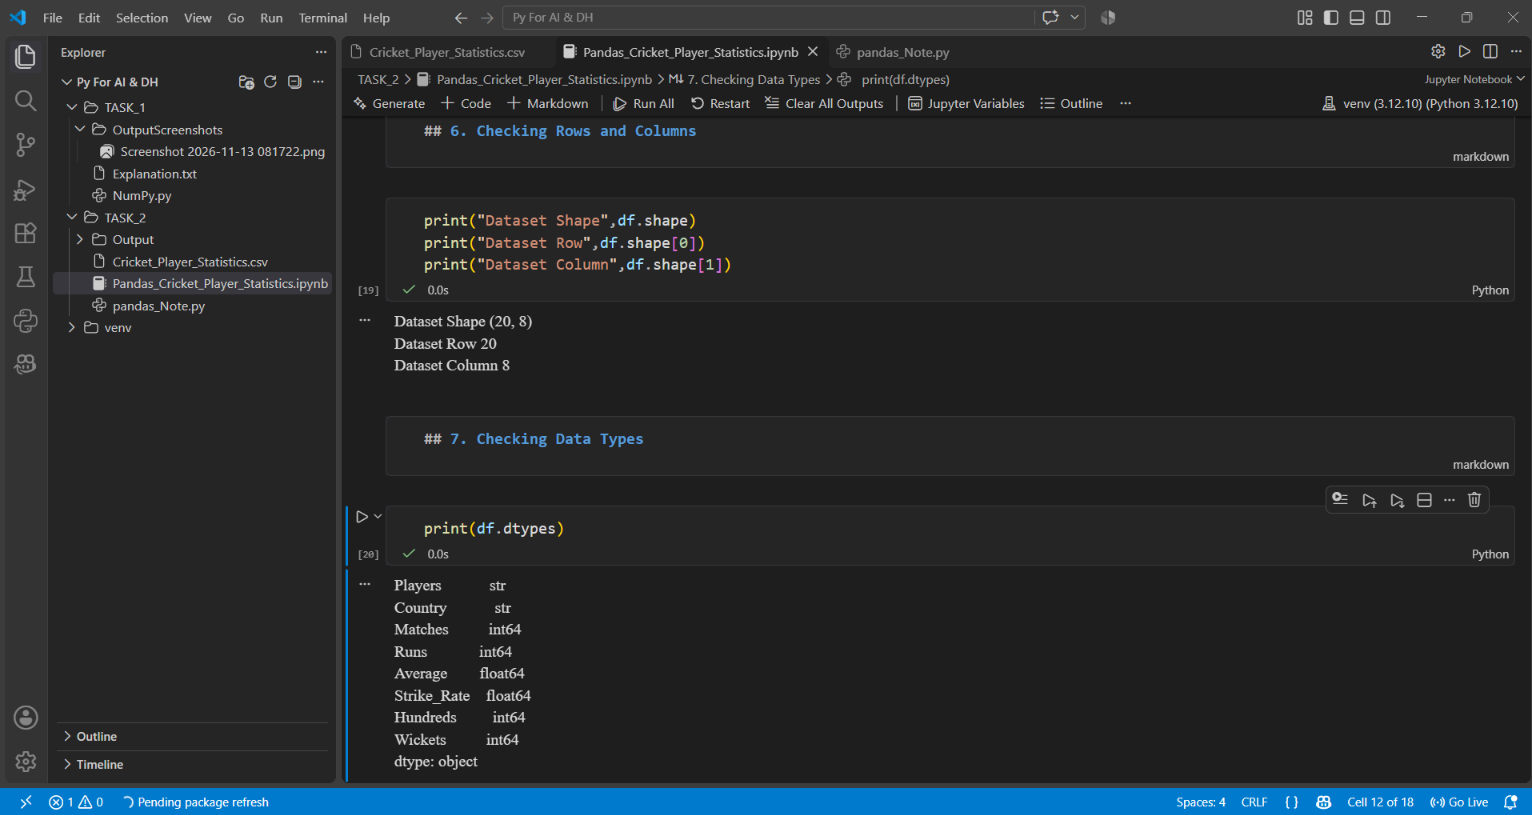 File Edit Selection View Go Run Terminal Help
Py For AI & DH
Explorer
Py For AI & DH
TASK_1
OutputScreenshots
Screenshot 2026-11-13 081722.png
Explanation.txt
NumPy.py
TASK_2
Output
Cricket_Player_Statistics.csv
Pandas_Cricket_Player_Statistics.ipynb
pandas_Note.py
venv
Outline
Timeline
Cricket_Player_Statistics.csv Pandas_Cricket_Player_Statistics.ipynb pandas_Note.py
TASK_2 > Pandas_Cricket_Player_Statistics.ipynb > M↓ 7. Checking Data Types > print(df.dtypes)
Jupyter Notebook
Generate + Code + Markdown Run All Restart Clear All Outputs Jupyter Variables Outline ...
venv (3.12.10) (Python 3.12.10)
## 6. Checking Rows and Columns
markdown
print("Dataset Shape",df.shape)
print("Dataset Row",df.shape[0])
print("Dataset Column",df.shape[1])
[19] 0.0s Python
Dataset Shape (20, 8)
Dataset Row 20
Dataset Column 8
## 7. Checking Data Types
markdown
print(df.dtypes)
[20] 0.0s Python
Players str
Country str
Matches int64
Runs int64
Average float64
Strike_Rate float64
Hundreds int64
Wickets int64
dtype: object
1 0 Pending package refresh
Spaces: 4 CRLF { } Cell 12 of 18 Go Live